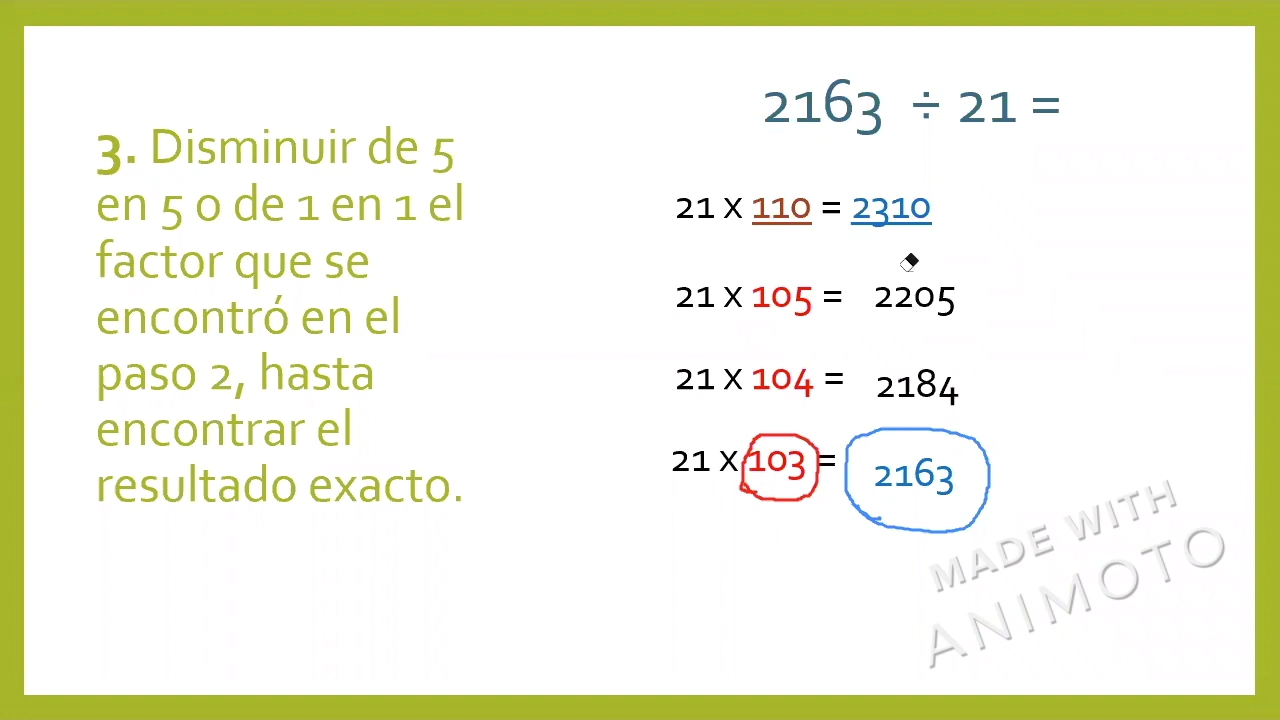 2163 ÷ 21 =
3. Disminuir de 5
en 5 o de 1 en 1 el
factor que se
encontró en el
paso 2, hasta
encontrar el
resultado exacto.
21 x 110 = 2310
21 x 105 = 2205
21 x 104 = 2184
21 x 103 = 2163
MADE WITH
ANIMOTO